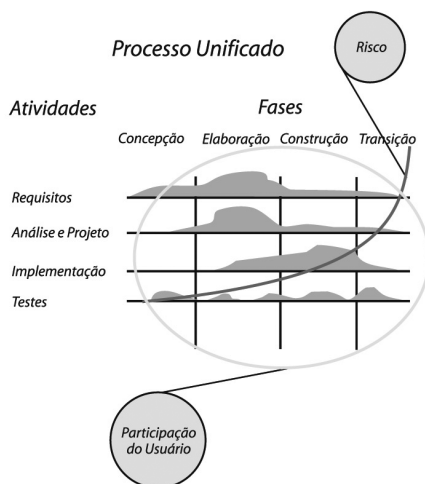 Processo Unificado
Risco
Atividades
Fases
Concepção Elaboração Construção Transição
Requisitos
Análise e Projeto
Implementação
Testes
Participação
do Usuário